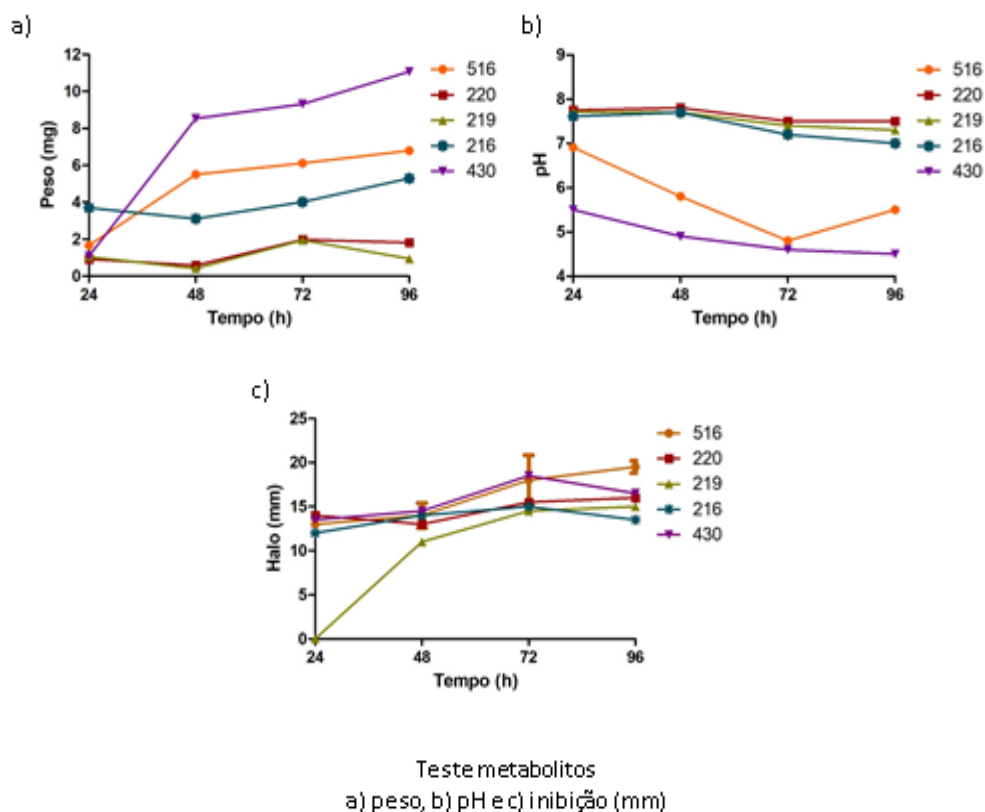 a)
12
10
8
6
4
2
0
Peso (mg)
24 48 72 96
Tempo (h)
516
220
219
216
430
b)
9
8
7
6
5
4
pH
24 48 72 96
Tempo (h)
516
220
219
216
430
c)
25
20
15
10
5
0
Halo (mm)
24 48 72 96
Tempo (h)
516
220
219
216
430
Teste metabolitos
a) peso, b) pH e c) inibição (mm)